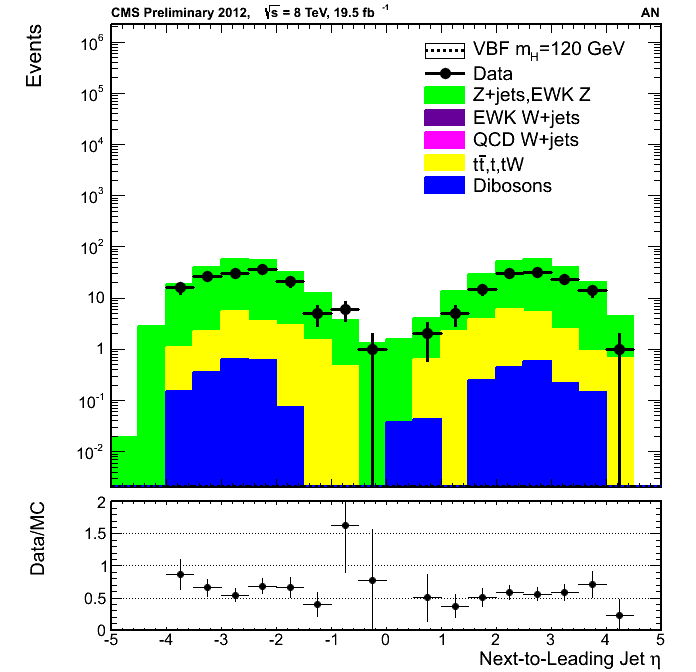 CMS Preliminary 2012, √s = 8 TeV, 19.5 fb⁻¹ AN
Events
10⁶
10⁵
10⁴
10³
10²
10
1
10⁻¹
10⁻²
VBF m_H=120 GeV
Data
Z+jets,EWK Z
EWK W+jets
QCD W+jets
tt̄,t,tW
Dibosons
Data/MC
2
1.5
1
0.5
0
-5 -4 -3 -2 -1 0 1 2 3 4 5
Next-to-Leading Jet η